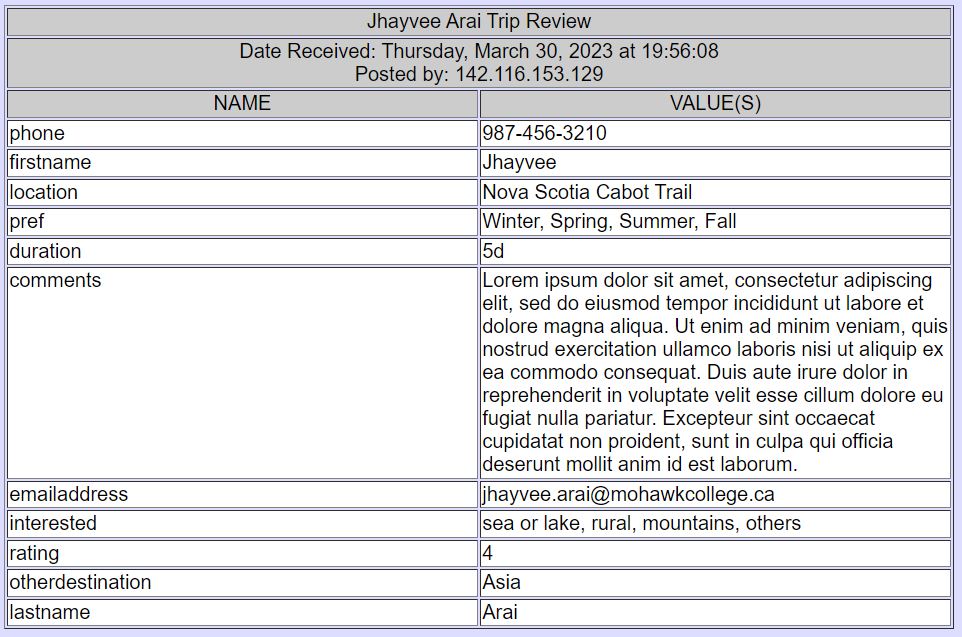 Jhayvee Arai Trip Review
Date Received: Thursday, March 30, 2023 at 19:56:08
Posted by: 142.116.153.129
NAME VALUE(S)
phone 987-456-3210
firstname Jhayvee
location Nova Scotia Cabot Trail
pref Winter, Spring, Summer, Fall
duration 5d
comments Lorem ipsum dolor sit amet, consectetur adipiscing
elit, sed do eiusmod tempor incididunt ut labore et
dolore magna aliqua. Ut enim ad minim veniam, quis
nostrud exercitation ullamco laboris nisi ut aliquip ex
ea commodo consequat. Duis aute irure dolor in
reprehenderit in voluptate velit esse cillum dolore eu
fugiat nulla pariatur. Excepteur sint occaecat
cupidatat non proident, sunt in culpa qui officia
deserunt mollit anim id est laborum.
emailaddress jhayvee.arai@mohawkcollege.ca
interested sea or lake, rural, mountains, others
rating 4
otherdestination Asia
lastname Arai